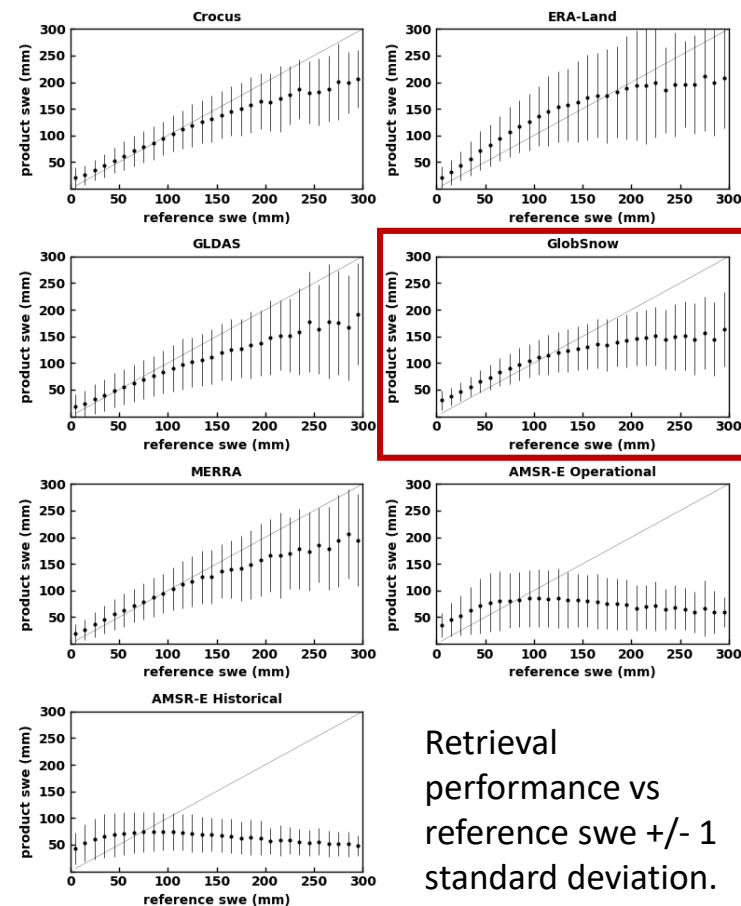 Crocus
300
250
200
150
100
50
product swe (mm)
0 50 100 150 200 250 300
reference swe (mm)
ERA-Land
300
250
200
150
100
50
product swe (mm)
0 50 100 150 200 250 300
reference swe (mm)
GLDAS
300
250
200
150
100
50
product swe (mm)
0 50 100 150 200 250 300
reference swe (mm)
GlobSnow
300
250
200
150
100
50
product swe (mm)
0 50 100 150 200 250 300
reference swe (mm)
MERRA
300
250
200
150
100
50
product swe (mm)
0 50 100 150 200 250 300
reference swe (mm)
AMSR-E Operational
300
250
200
150
100
50
product swe (mm)
0 50 100 150 200 250 300
reference swe (mm)
AMSR-E Historical
300
250
200
150
100
50
product swe (mm)
0 50 100 150 200 250 300
reference swe (mm)
Retrieval
performance vs
reference swe +/- 1
standard deviation.